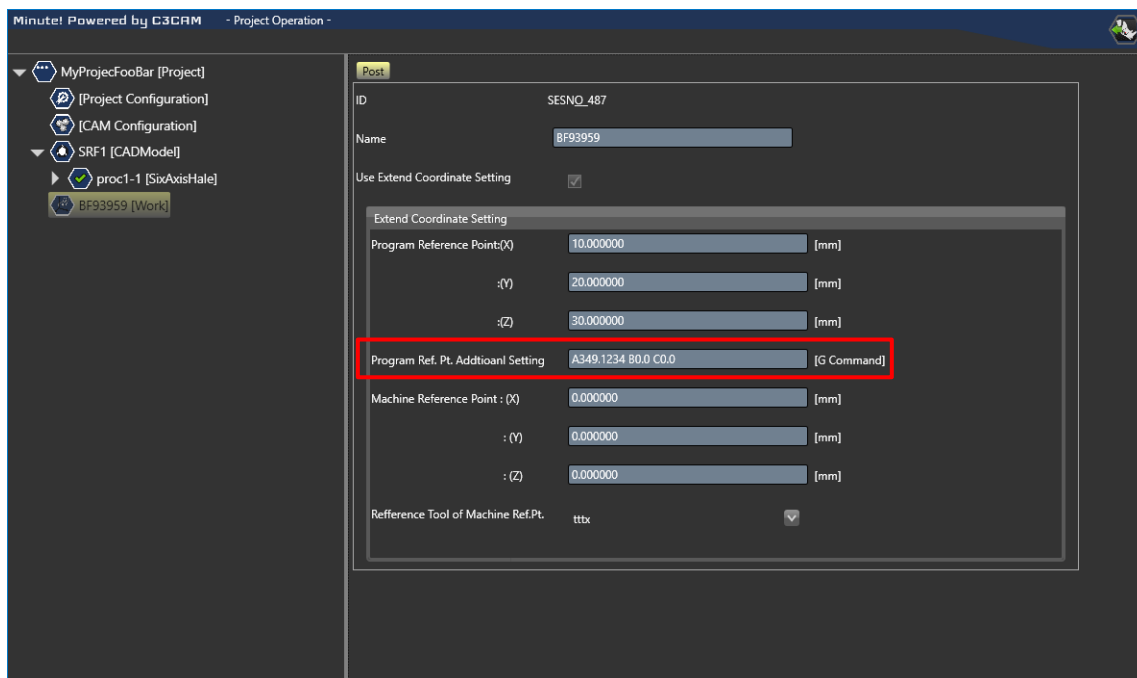 Minute! Powered by C3CAM - Project Operation -
MyProjecFooBar [Project]
[Project Configuration]
[CAM Configuration]
SRF1 [CADModel]
proc1-1 [SixAxisHale]
BF93959 [Work]
Post
ID SESNO_487
Name BF93959
Use Extend Coordinate Setting
Extend Coordinate Setting
Program Reference Point:(X) 10.000000 [mm]
:(Y) 20.000000 [mm]
:(Z) 30.000000 [mm]
Program Ref. Pt. Addtioanl Setting A349.1234 B0.0 C0.0 [G Command]
Machine Reference Point : (X) 0.000000 [mm]
: (Y) 0.000000 [mm]
: (Z) 0.000000 [mm]
Refference Tool of Machine Ref.Pt. tttx